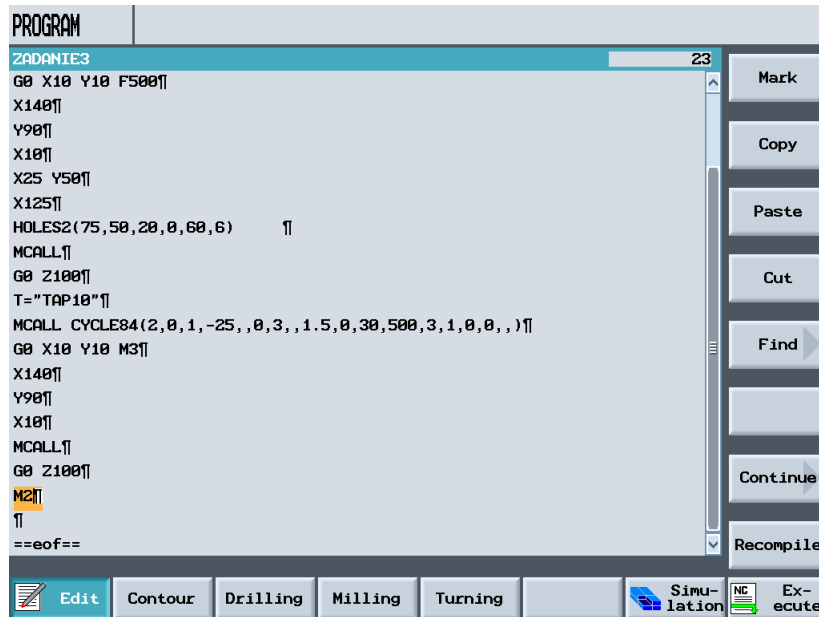 PROGRAM
ZADANIE3 23
G0 X10 Y10 F500¶
X140¶
Y90¶
X10¶
X25 Y50¶
X125¶
HOLES2(75,50,20,0,60,6) ¶
MCALL¶
G0 Z100¶
T="TAP10"¶
MCALL CYCLE84(2,0,1,-25,,0,3,,1.5,0,30,500,3,1,0,0,,)¶
G0 X10 Y10 M3¶
X140¶
Y90¶
X10¶
MCALL¶
G0 Z100¶
M2¶
¶
==eof==
Mark
Copy
Paste
Cut
Find
Continue
Recompile
Edit Contour Drilling Milling Turning Simu- NC Ex-
lation ecute